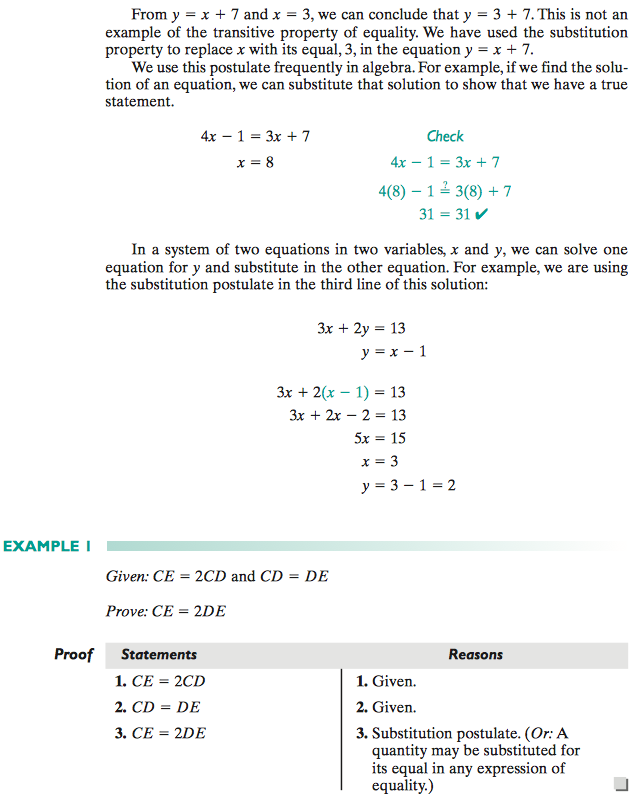 From y = x + 7 and x = 3, we can conclude that y = 3 + 7. This is not an
example of the transitive property of equality. We have used the substitution
property to replace x with its equal, 3, in the equation y = x + 7.
We use this postulate frequently in algebra. For example, if we find the solu-
tion of an equation, we can substitute that solution to show that we have a true
statement.
4x − 1 = 3x + 7
x = 8
Check
4x − 1 = 3x + 7
4(8) − 1 ≟ 3(8) + 7
31 = 31 ✔
In a system of two equations in two variables, x and y, we can solve one
equation for y and substitute in the other equation. For example, we are using
the substitution postulate in the third line of this solution:
3x + 2y = 13
y = x − 1
3x + 2(x − 1) = 13
3x + 2x − 2 = 13
5x = 15
x = 3
y = 3 − 1 = 2
EXAMPLE 1
Given: CE = 2CD and CD = DE
Prove: CE = 2DE
Proof Statements Reasons
1. CE = 2CD 1. Given.
2. CD = DE 2. Given.
3. CE = 2DE 3. Substitution postulate. (Or: A
quantity may be substituted for
its equal in any expression of
equality.)